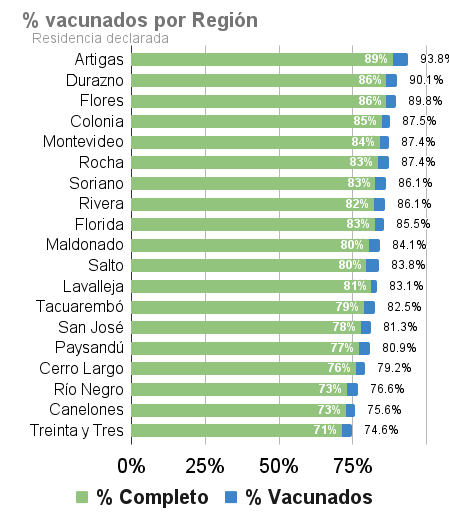 % vacunados por Región
Residencia declarada
Artigas 89% 93.8%
Durazno 86% 90.1%
Flores 86% 89.8%
Colonia 85% 87.5%
Montevideo 84% 87.4%
Rocha 83% 87.4%
Soriano 83% 86.1%
Rivera 82% 86.1%
Florida 83% 85.5%
Maldonado 80% 84.1%
Salto 80% 83.8%
Lavalleja 81% 83.1%
Tacuarembó 79% 82.5%
San José 78% 81.3%
Paysandú 77% 80.9%
Cerro Largo 76% 79.2%
Río Negro 73% 76.6%
Canelones 73% 75.6%
Treinta y Tres 71% 74.6%
0% 25% 50% 75%
% Completo % Vacunados